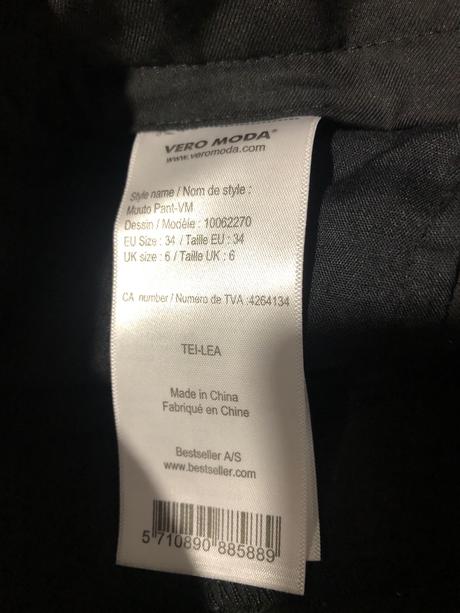 VERO MODA®
www.veromoda.com
Style name / Nom de style :
Muuto Pant-VM
Dessin / Modèle : 10062270
EU Size : 34 / Taille EU : 34
UK size : 6 / Taille UK : 6
CA number / Numero de TVA :4264134
TEI-LEA
Made in China
Fabriqué en Chine
Bestseller A/S
www.bestseller.com
5 710890 885889